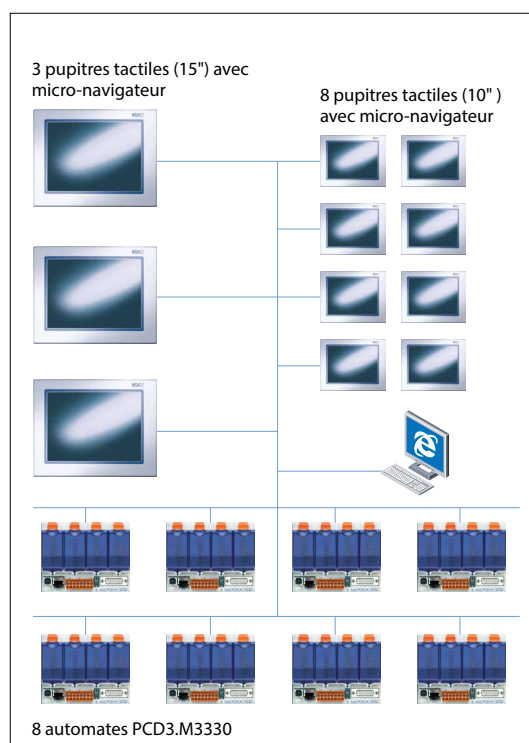 3 pupitres tactiles (15") avec
micro-navigateur
8 pupitres tactiles (10" )
avec micro-navigateur
8 automates PCD3.M3330